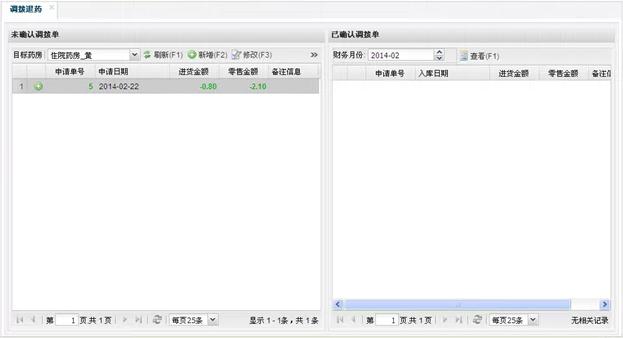 调拨退药
未确认调拨单
目标药房 住院药房_黄 刷新(F1) 新增(F2) 修改(F3) »
申请单号 申请日期 进货金额 零售金额 备注信息
1 5 2014-02-22 -0.80 -2.10
第 1 页,共 1 页 每页25条 显示 1 - 1条，共 1 条
已确认调拨单
财务月份: 2014-02 查看(F1)
申请单号 入库日期 进货金额 零售金额 备注信
第 1 页,共 1 页 每页25条 无相关记录